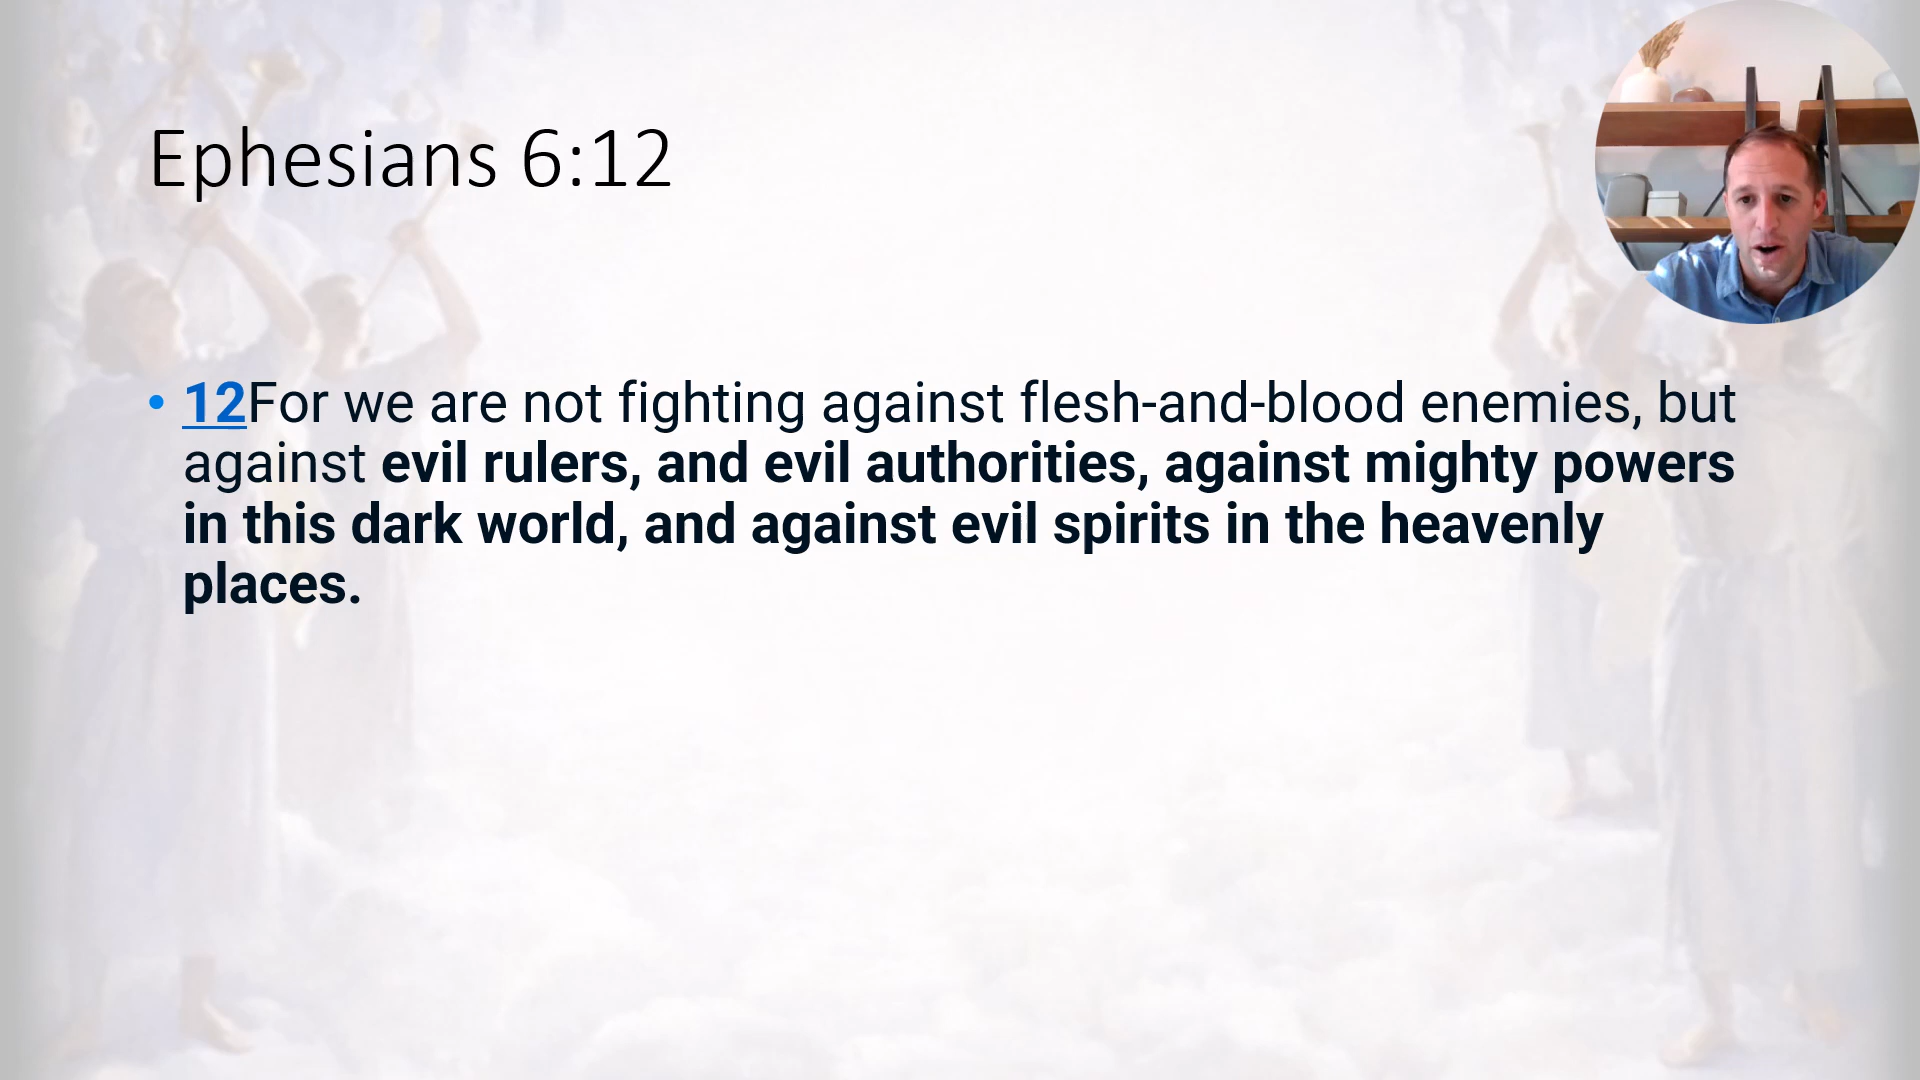 Ephesians 6:12
• 12For we are not fighting against flesh-and-blood enemies, but
against evil rulers, and evil authorities, against mighty powers
in this dark world, and against evil spirits in the heavenly
places.